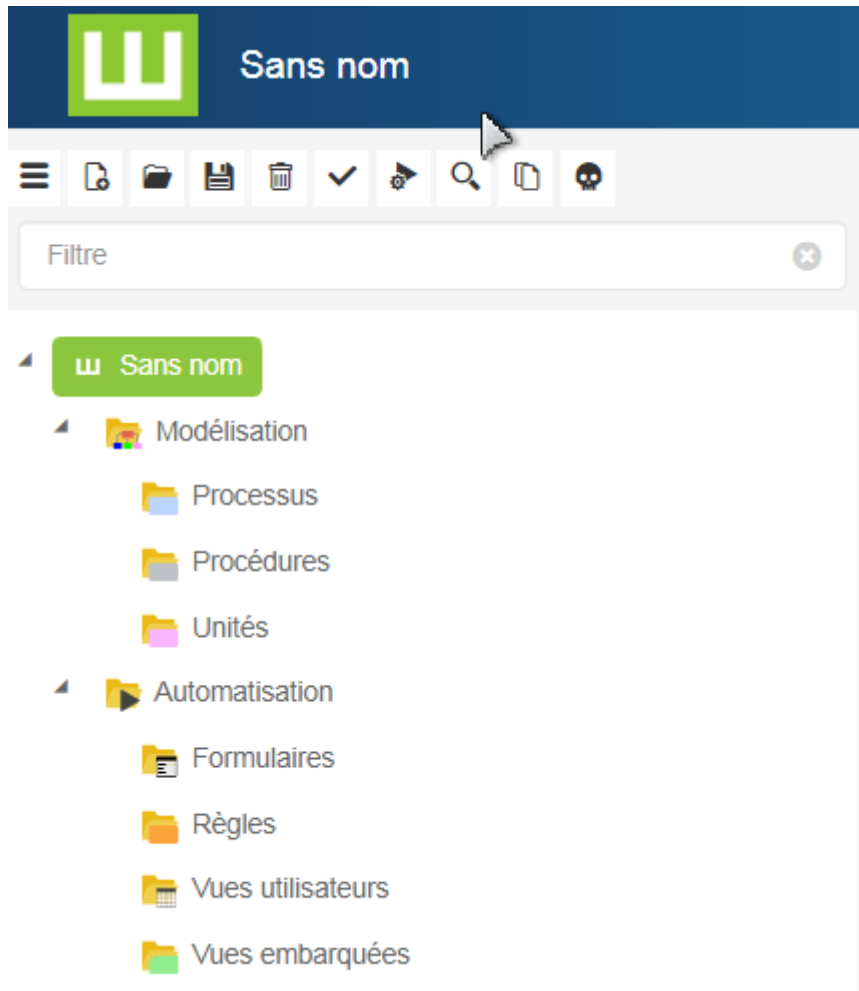 Sans nom
Filtre
Sans nom
Modélisation
Processus
Procédures
Unités
Automatisation
Formulaires
Règles
Vues utilisateurs
Vues embarquées